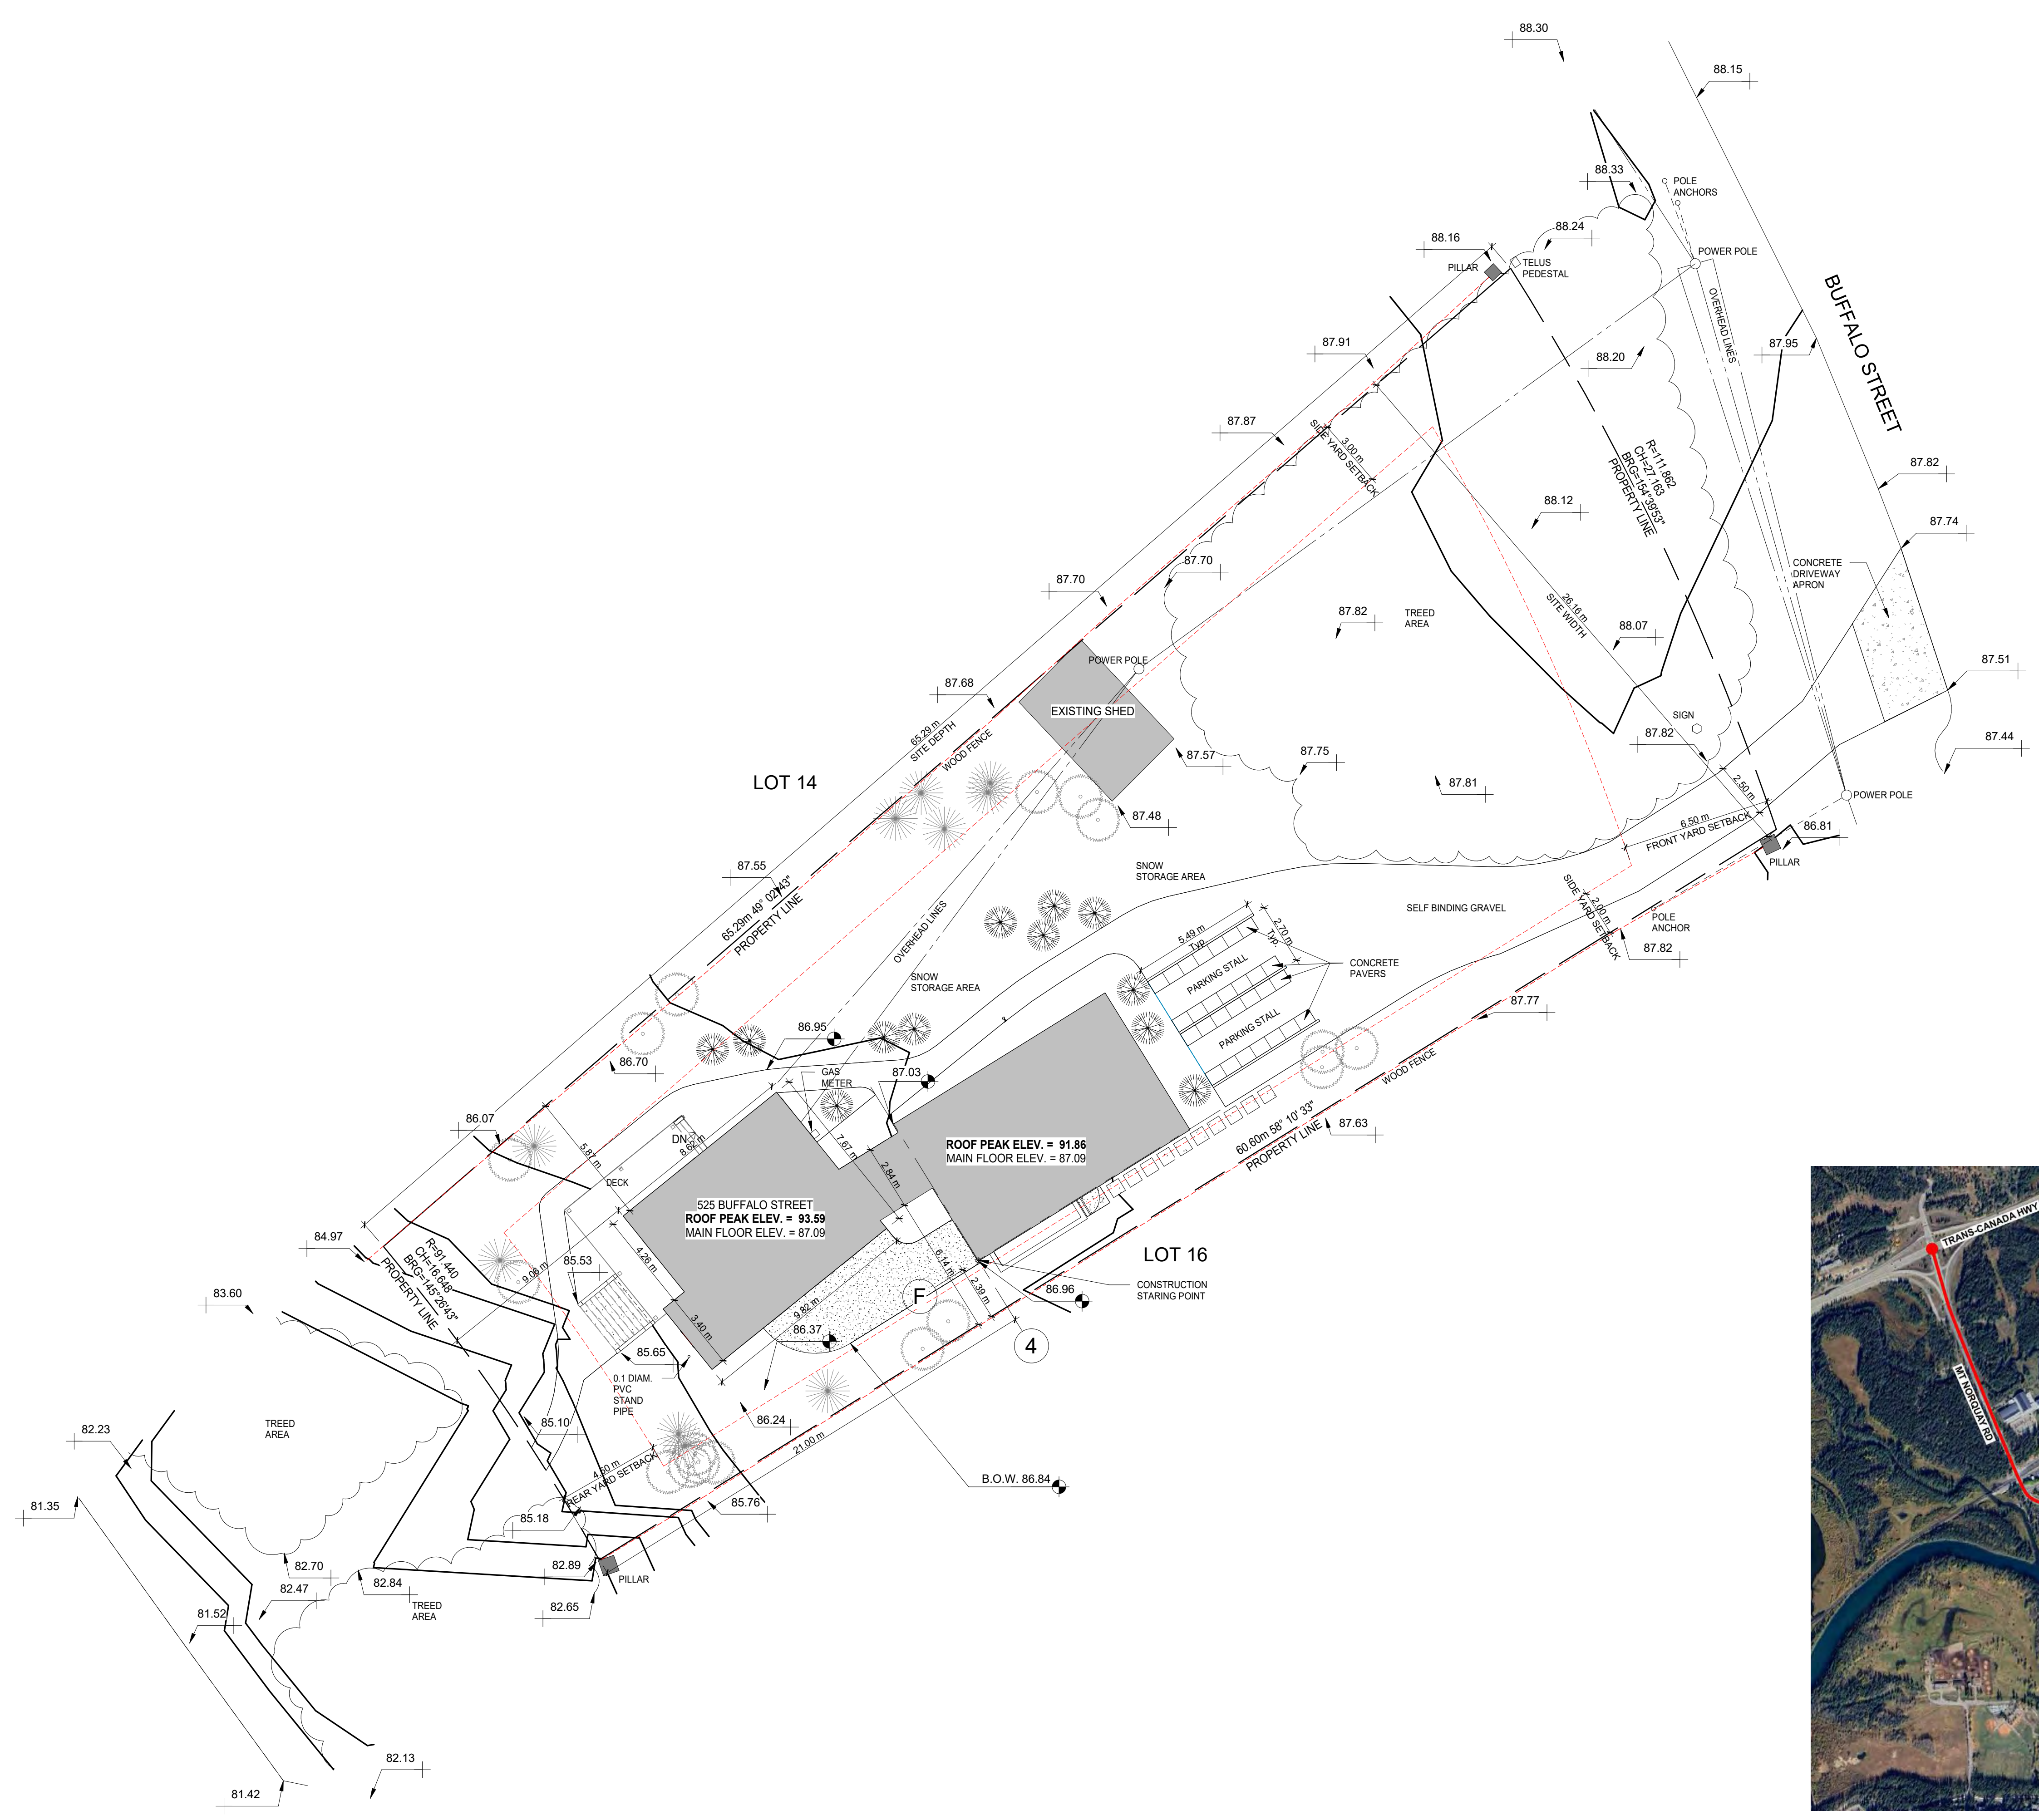 88.30
88.15
88.33
POLE
ANCHORS
88.24
88.16
PILLAR
TELUS
PEDESTAL
POWER POLE
OVERHEAD LINES
BUFFALO STREET
87.91
88.20
87.95
87.87
3.00 m
SIDE YARD SETBACK
R=111.862
CH=27.163
BRG=154°39'53"
PROPERTY LINE
87.82
88.12
87.74
87.70
87.70
CONCRETE
DRIVEWAY
APRON
26.16 m
SITE WIDTH
87.82
TREED
AREA
88.07
POWER POLE
87.51
87.68
EXISTING SHED
65.29 m
SITE DEPTH
WOOD FENCE
SIGN
87.82
87.57
87.75
87.44
LOT 14
87.81
2.50 m
POWER POLE
87.48
6.50 m
FRONT YARD SETBACK
86.81
PILLAR
87.55
SNOW
STORAGE AREA
65.29m 49° 02' 43"
PROPERTY LINE
OVERHEAD LINES
SELF BINDING GRAVEL
SIDE YARD SETBACK
2.00 m
POLE
ANCHOR
87.82
5.49 m
Typ
2.70 m
Typ.
PARKING STALL
CONCRETE
PAVERS
SNOW
STORAGE AREA
PARKING STALL
87.77
86.95
86.70
GAS
METER
87.03
WOOD FENCE
86.07
60.60m 58° 10' 33"
PROPERTY LINE
87.63
5.87 m
DN
8.62 m
7.67 m
2.84 m
ROOF PEAK ELEV. = 91.86
MAIN FLOOR ELEV. = 87.09
DECK
525 BUFFALO STREET
ROOF PEAK ELEV. = 93.59
MAIN FLOOR ELEV. = 87.09
TRANS-CANADA HWY
84.97
R=91.440
CH=16.648
BRG=145°26'43"
PROPERTY LINE
9.06 m
85.53
4.26 m
6.14 m
LOT 16
83.60
F
2.39 m
86.96
CONSTRUCTION
STARING POINT
9.82 m
86.37
3.40 m
4
85.65
0.1 DIAM.
PVC
STAND
PIPE
MT NORQUAY RD
82.23
TREED
AREA
85.10
86.24
21.00 m
4.50 m
REAR YARD SETBACK
B.O.W. 86.84
81.35
85.18
85.76
82.70
82.47
82.84
82.89
PILLAR
81.52
TREED
AREA
82.65
82.13
81.42